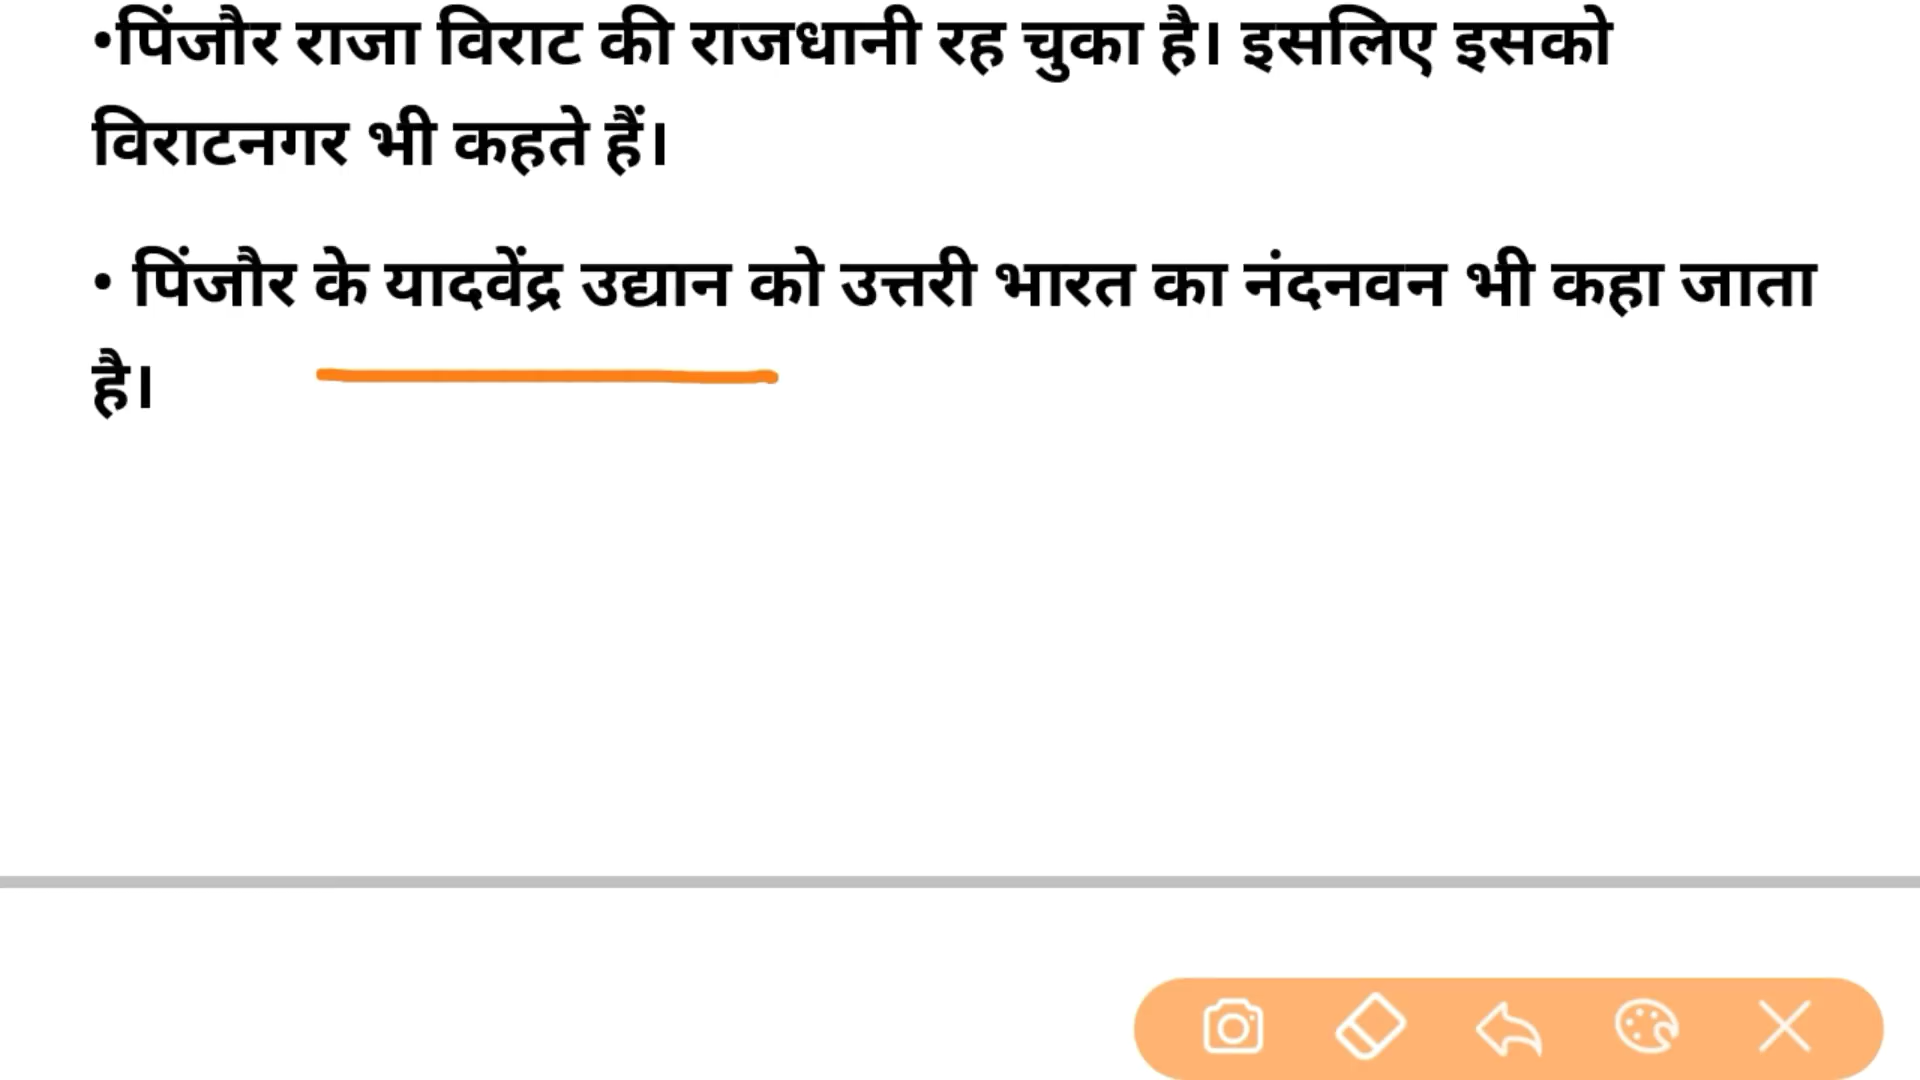 •पिंजौर राजा विराट की राजधानी रह चुका है। इसलिए इसको
विराटनगर भी कहते हैं।
• पिंजौर के यादवेंद्र उद्यान को उत्तरी भारत का नंदनवन भी कहा जाता
है।